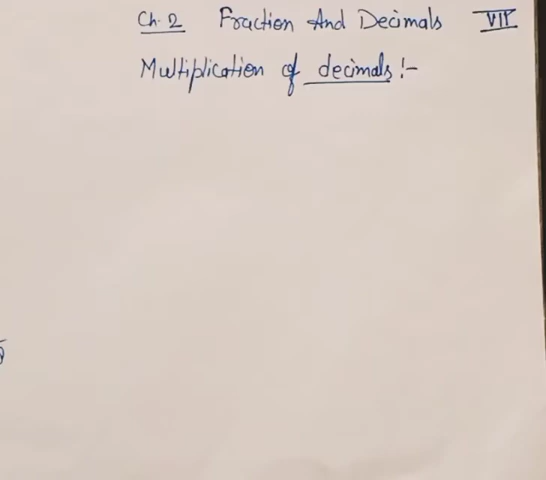 Ch. 2 Fraction And Decimals VII
Multiplication of decimals :-